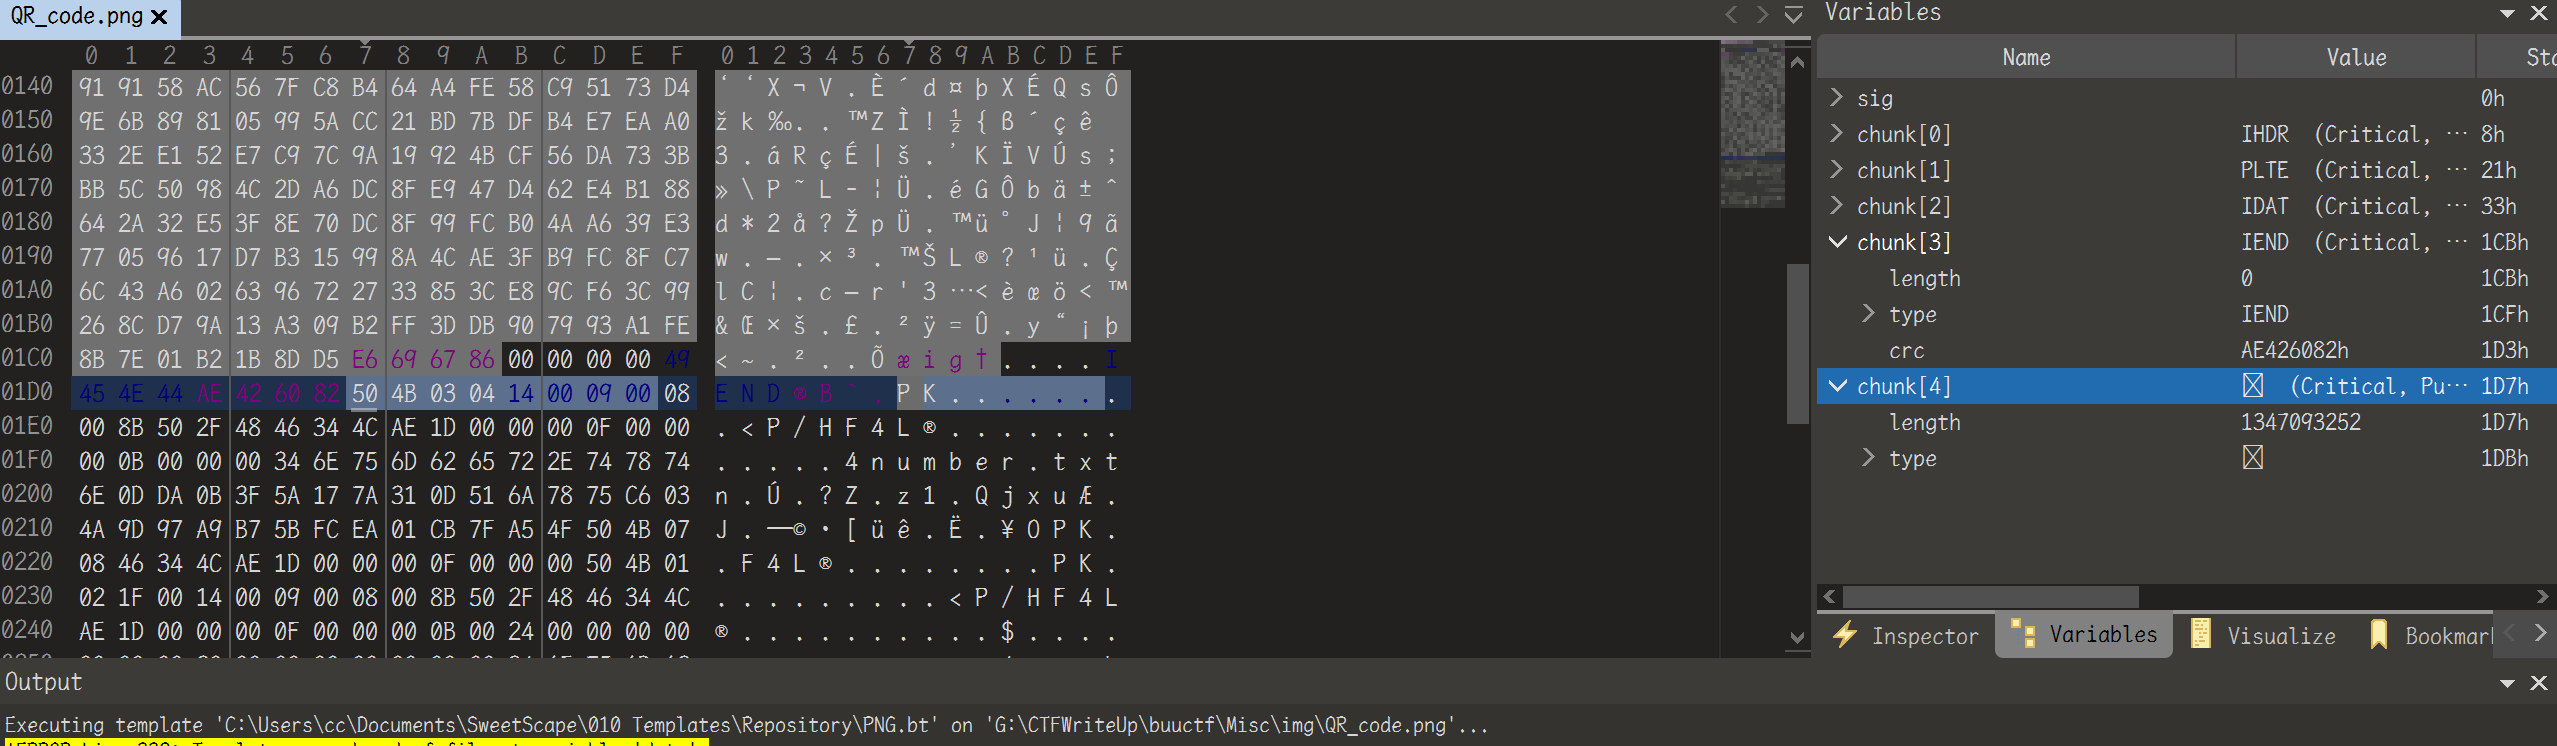 QR_code.png
Variables
0 1 2 3 4 5 6 7 8 9 A B C D E F 0 1 2 3 4 5 6 7 8 9 A B C D E F
Name Value Sta
0140 91 91 58 AC 56 7F C8 B4 64 A4 FE 58 C9 51 73 D4 ‘ ‘ X ¬ V . È ´ d ¤ þ X É Q s Ô
0150 9E 6B 89 81 05 99 5A CC 21 BD 7B DF B4 E7 EA A0 ž k ‰ . . ™ Z Ì ! ½ { ß ´ ç ê
0160 33 2E E1 52 E7 C9 7C 9A 19 92 4B CF 56 DA 73 3B 3 . á R ç É | š . ’ K Ï V Ú s ;
0170 BB 5C 50 98 4C 2D A6 DC 8F E9 47 D4 62 E4 B1 88 » \ P ˜ L - ¦ Ü . é G Ô b ä ± ˆ
0180 64 2A 32 E5 3F 8E 70 DC 8F 99 FC B0 4A A6 39 E3 d * 2 å ? Ž p Ü . ™ ü ° J ¦ 9 ã
0190 77 05 96 17 D7 B3 15 99 8A 4C AE 3F B9 FC 8F C7 w . – . × ³ . ™ Š L ® ? ¹ ü . Ç
01A0 6C 43 A6 02 63 96 72 27 33 85 3C E8 9C F6 3C 99 l C ¦ . c – r ' 3 … < è œ ö < ™
01B0 26 8C D7 9A 13 A3 09 B2 FF 3D DB 90 79 93 A1 FE & Œ × š . £ . ² ÿ = Û . y “ ¡ þ
01C0 8B 7E 01 B2 1B 8D D5 E6 69 67 86 00 00 00 00 49 ‹ ~ . ² . . Õ æ i g † . . . . I
01D0 45 4E 44 AE 42 60 82 50 4B 03 04 14 00 09 00 08 E N D ® B ` ‚ P K . . . . . . .
01E0 00 8B 50 2F 48 46 34 4C AE 1D 00 00 00 0F 00 00 . ‹ P / H F 4 L ® . . . . . . .
01F0 00 0B 00 00 00 34 6E 75 6D 62 65 72 2E 74 78 74 . . . . . 4 n u m b e r . t x t
0200 6E 0D DA 0B 3F 5A 17 7A 31 0D 51 6A 78 75 C6 03 n . Ú . ? Z . z 1 . Q j x u Æ .
0210 4A 9D 97 A9 B7 5B FC EA 01 CB 7F A5 4F 50 4B 07 J . — © · [ ü ê . Ë . ¥ O P K .
0220 08 46 34 4C AE 1D 00 00 00 0F 00 00 00 50 4B 01 . F 4 L ® . . . . . . . . P K .
0230 02 1F 00 14 00 09 00 08 00 8B 50 2F 48 46 34 4C . . . . . . . . . ‹ P / H F 4 L
0240 AE 1D 00 00 00 0F 00 00 00 0B 00 24 00 00 00 00 ® . . . . . . . . . . $ . . . .
sig 0h
chunk[0] IHDR (Critical, ··· 8h
chunk[1] PLTE (Critical, ··· 21h
chunk[2] IDAT (Critical, ··· 33h
chunk[3] IEND (Critical, ··· 1CBh
length 0 1CBh
type IEND 1CFh
crc AE426082h 1D3h
chunk[4] (Critical, Pu··· 1D7h
length 1347093252 1D7h
type 1DBh
Inspector Variables Visualize Bookmar
Output
Executing template 'C:\Users\cc\Documents\SweetScape\010 Templates\Repository\PNG.bt' on 'G:\CTFWriteUp\buuctf\Misc\img\QR_code.png'...